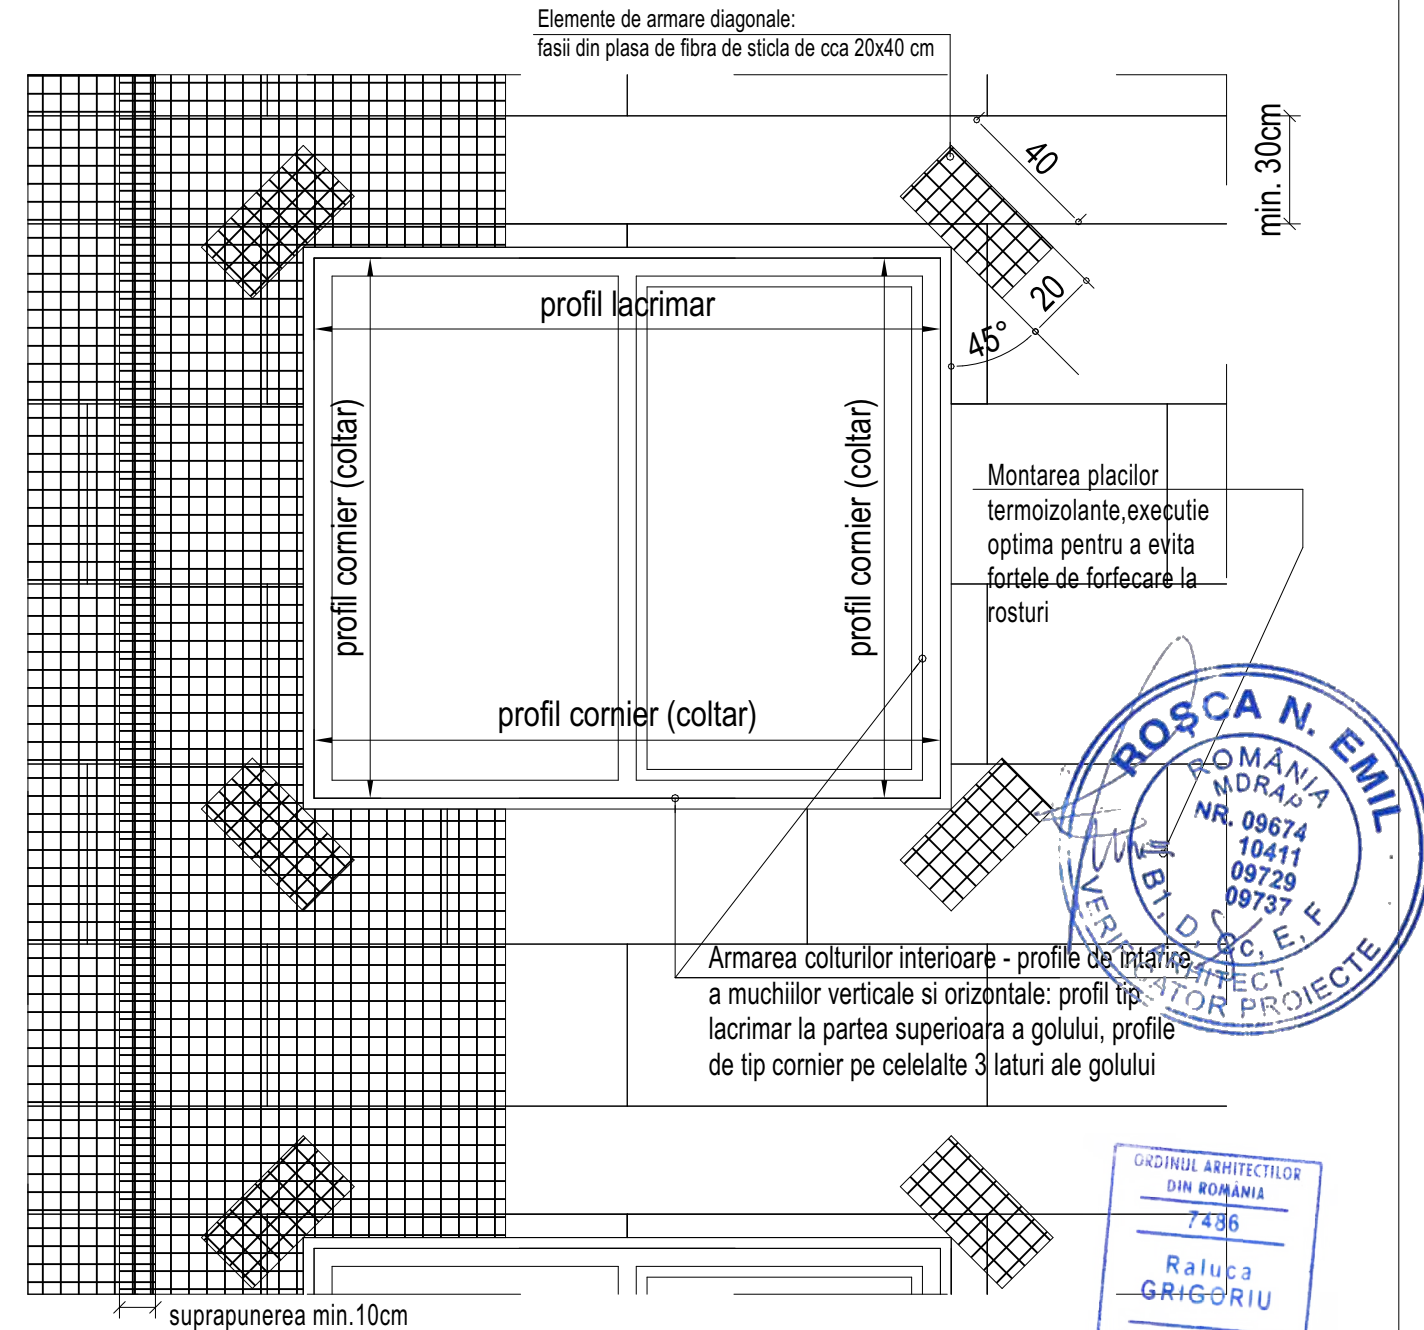 Elemente de armare diagonale:
fasii din plasa de fibra de sticla de cca 20x40 cm
40
min. 30cm
20
45°
profil lacrimar
profil cornier (coltar)
profil cornier (coltar)
profil cornier (coltar)
Montarea placilor
termoizolante,executie
optima pentru a evita
fortele de forfecare la
rosturi
ROȘCA N. EMIL
ROMÂNIA
MDRAP
NR. 09674
10411
09729
09737
B1, D, Cc, E, F
ARHITECT
VERIFICATOR PROIECTE
Armarea colturilor interioare - profile de intarire
a muchiilor verticale si orizontale: profil tip
lacrimar la partea superioara a golului, profile
de tip cornier pe celelalte 3 laturi ale golului
ORDINUL ARHITECTILOR
DIN ROMÂNIA
7486
Raluca
GRIGORIU
suprapunerea min.10cm